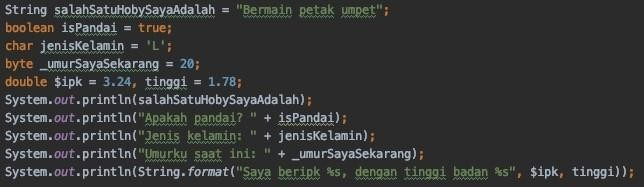 String salahSatuHobySayaAdalah = "Bermain petak umpet";
boolean isPandai = true;
char jenisKelamin = 'L';
byte _umurSayaSekarang = 20;
double $ipk = 3.24, tinggi = 1.78;
System.out.println(salahSatuHobySayaAdalah);
System.out.println("Apakah pandai? " + isPandai);
System.out.println("Jenis kelamin: " + jenisKelamin);
System.out.println("Umurku saat ini: " + _umurSayaSekarang);
System.out.println(String.format("Saya beripk %s, dengan tinggi badan %s", $ipk, tinggi));